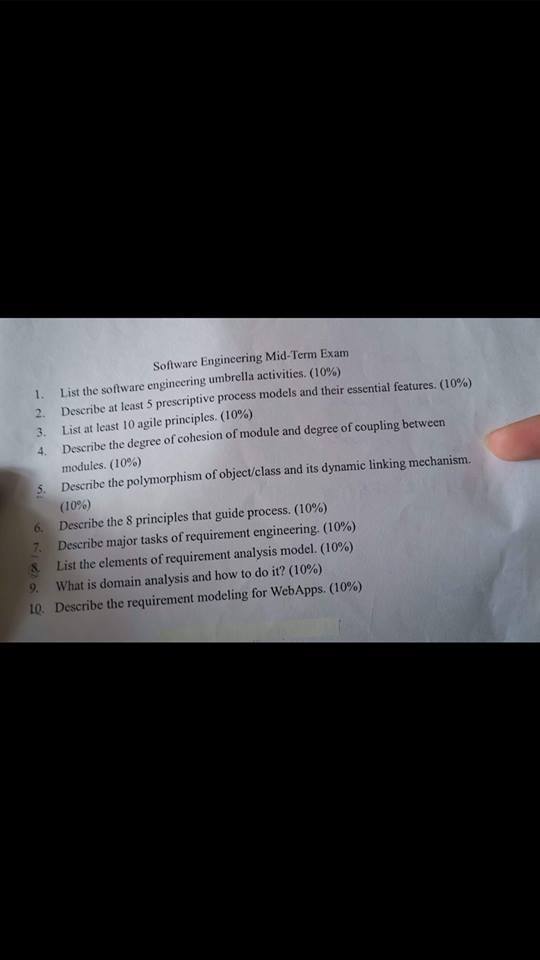 Software Engineering Mid-Term Exam
1. List the software engineering umbrella activities. (10%)
2. Describe at least 5 prescriptive process models and their essential features. (10%)
3. List at least 10 agile principles. (10%)
4. Describe the degree of cohesion of module and degree of coupling between
modules. (10%)
5. Describe the polymorphism of object/class and its dynamic linking mechanism.
(10%)
6. Describe the 8 principles that guide process. (10%)
7. Describe major tasks of requirement engineering. (10%)
8. List the elements of requirement analysis model. (10%)
9. What is domain analysis and how to do it? (10%)
10. Describe the requirement modeling for WebApps. (10%)